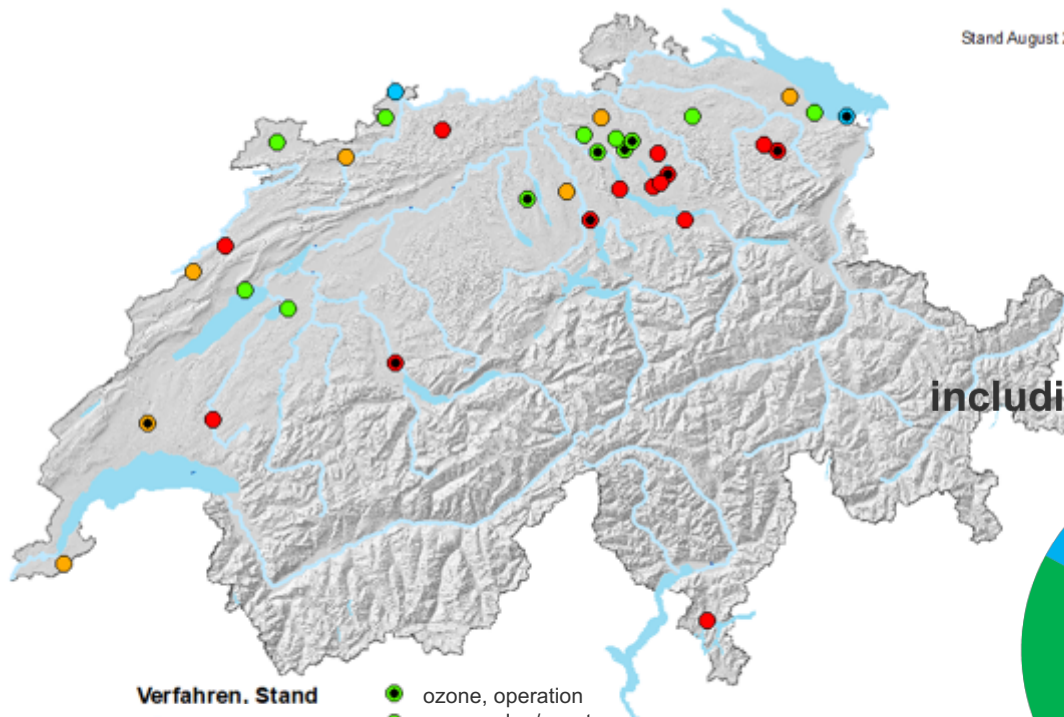 Stand August
includi
Verfahren. Stand
ozone, operation